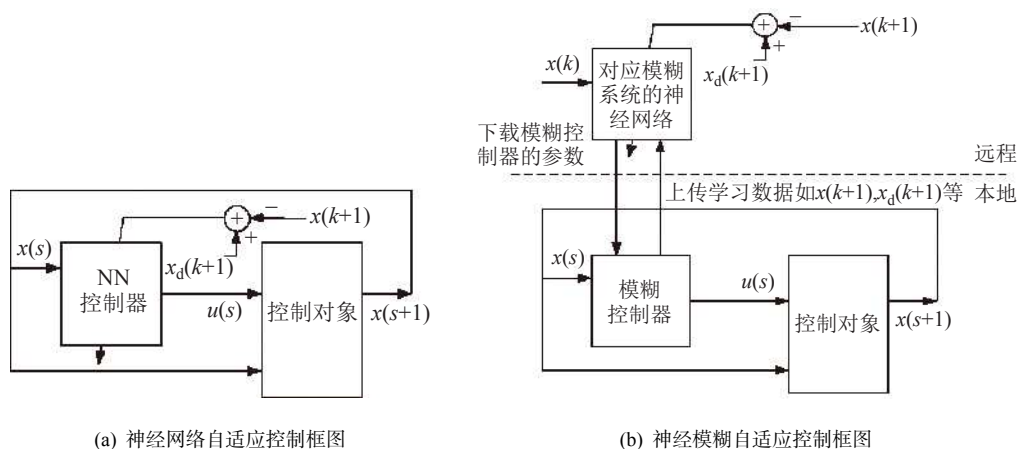 x(s)
NN
控制器
x_d(k+1)
+
−
+
x(k+1)
u(s)
控制对象
x(s+1)
(a) 神经网络自适应控制框图
x(k)
对应模糊
系统的神
经网络
x_d(k+1)
+
−
+
x(k+1)
下载模糊控
制器的参数
远程
上传学习数据如x(k+1),x_d(k+1)等
本地
x(s)
模糊
控制器
u(s)
控制对象
x(s+1)
(b) 神经模糊自适应控制框图